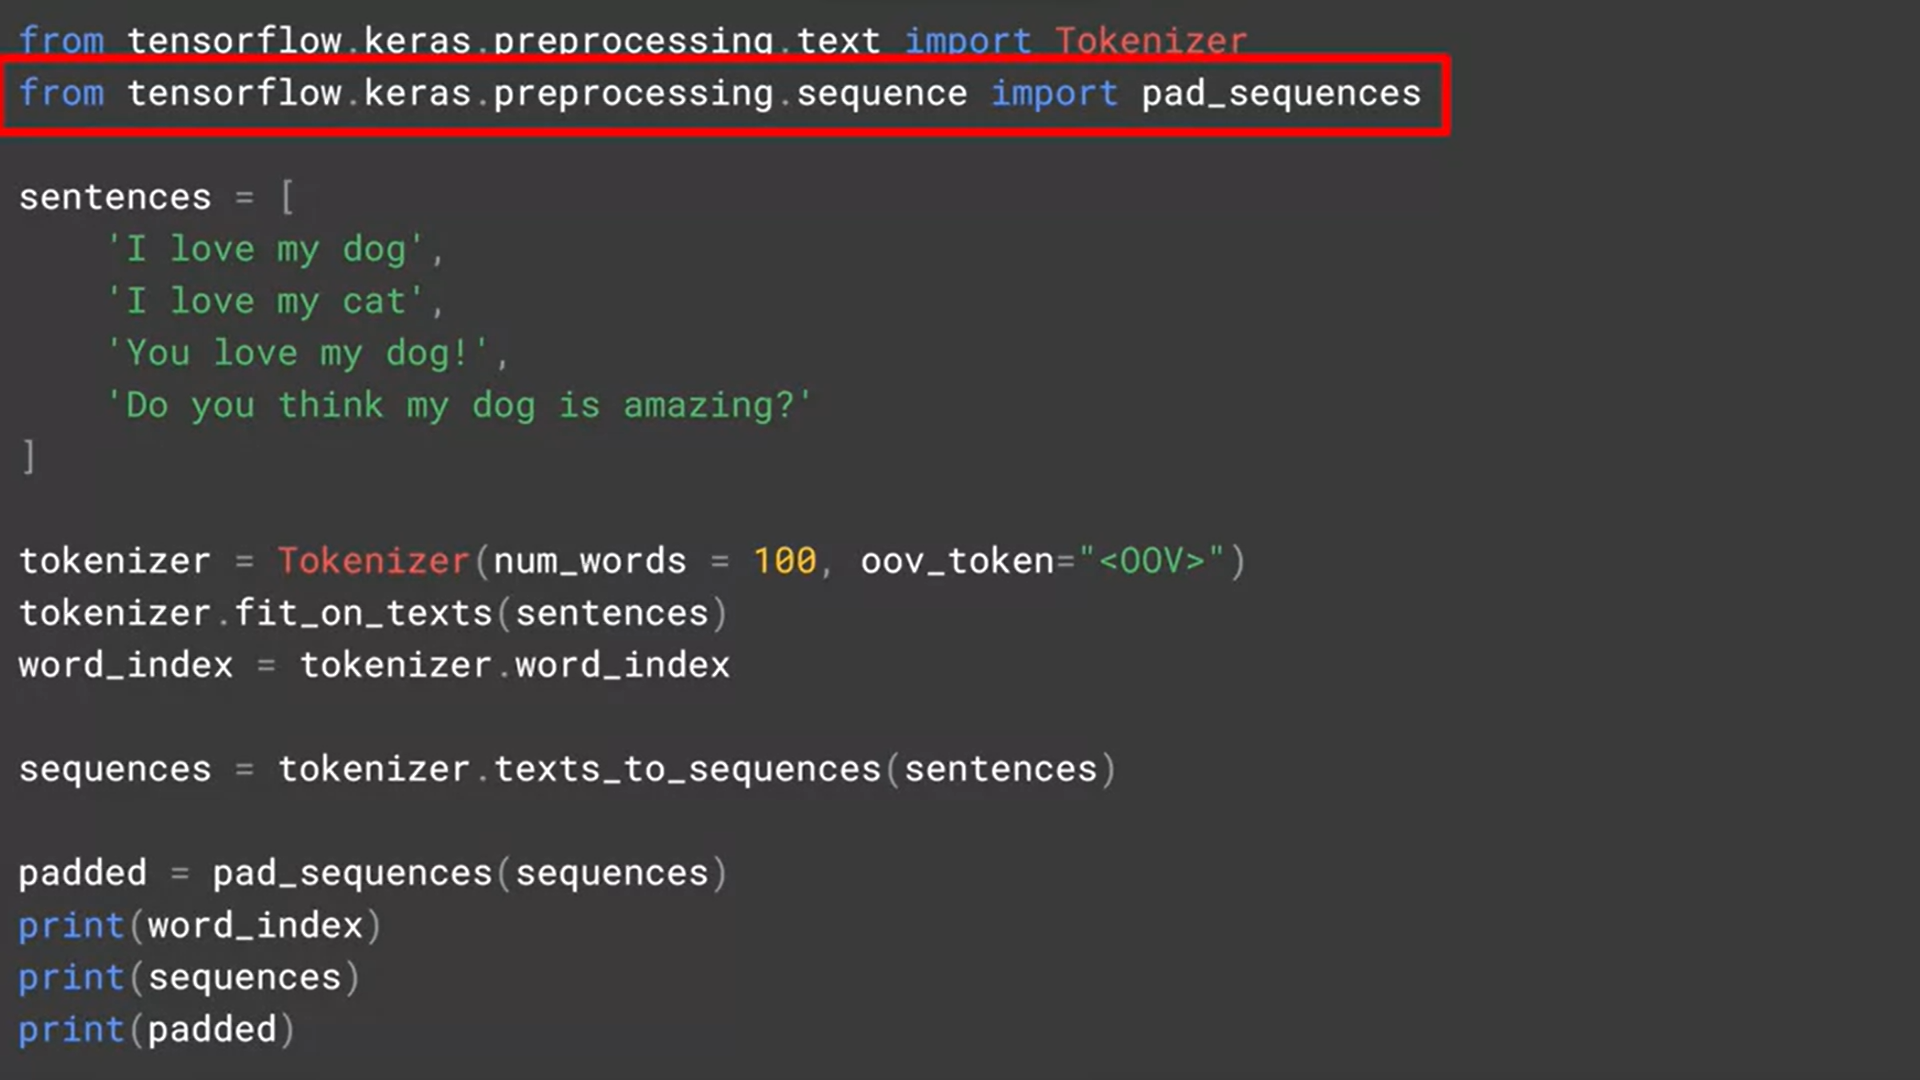 from tensorflow.keras.preprocessing.text import Tokenizer
from tensorflow.keras.preprocessing.sequence import pad_sequences
sentences = [
'I love my dog',
'I love my cat',
'You love my dog!',
'Do you think my dog is amazing?'
]
tokenizer = Tokenizer(num_words = 100, oov_token="<OOV>")
tokenizer.fit_on_texts(sentences)
word_index = tokenizer.word_index
sequences = tokenizer.texts_to_sequences(sentences)
padded = pad_sequences(sequences)
print(word_index)
print(sequences)
print(padded)